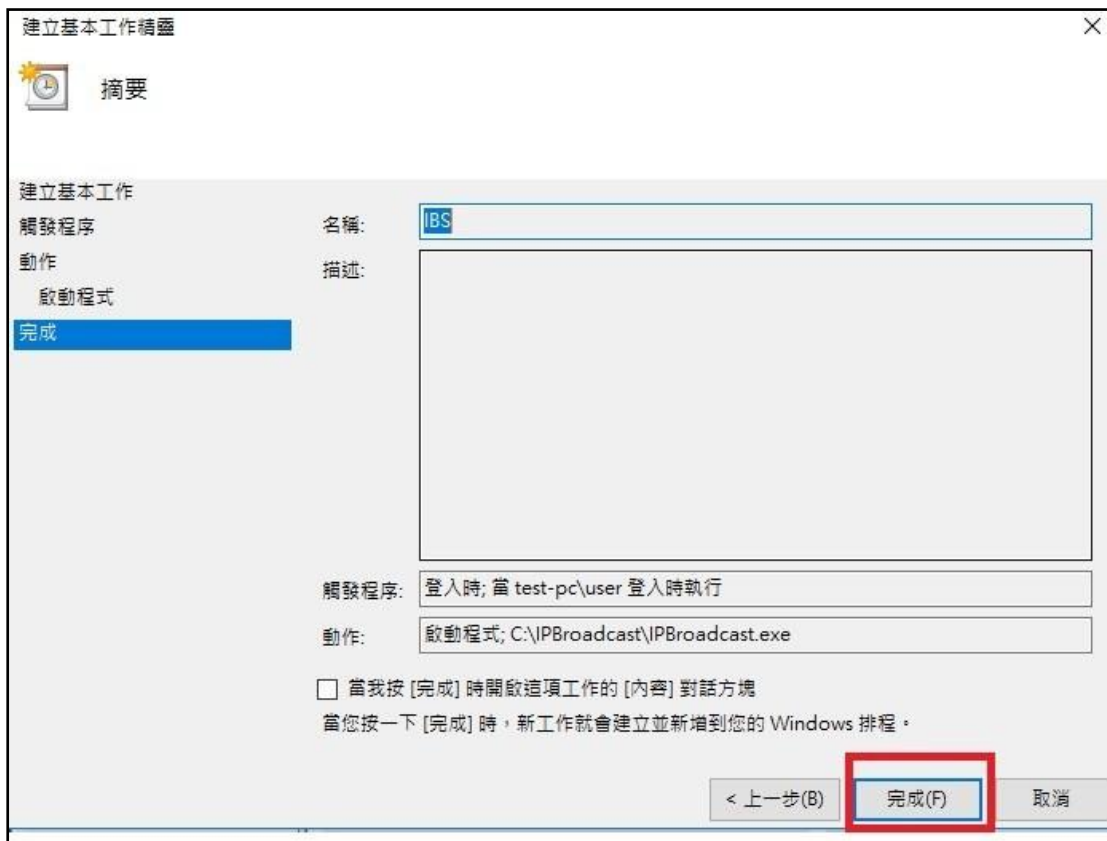 建立基本工作精靈
摘要
建立基本工作
觸發程序
動作
啟動程式
完成
名稱:
IBS
描述:
觸發程序:
登入時; 當 test-pc\user 登入時執行
動作:
啟動程式; C:\IPBroadcast\IPBroadcast.exe
當我按 [完成] 時開啟這項工作的 [內容] 對話方塊
當您按一下 [完成] 時，新工作就會建立並新增到您的 Windows 排程。
< 上一步(B)
完成(F)
取消